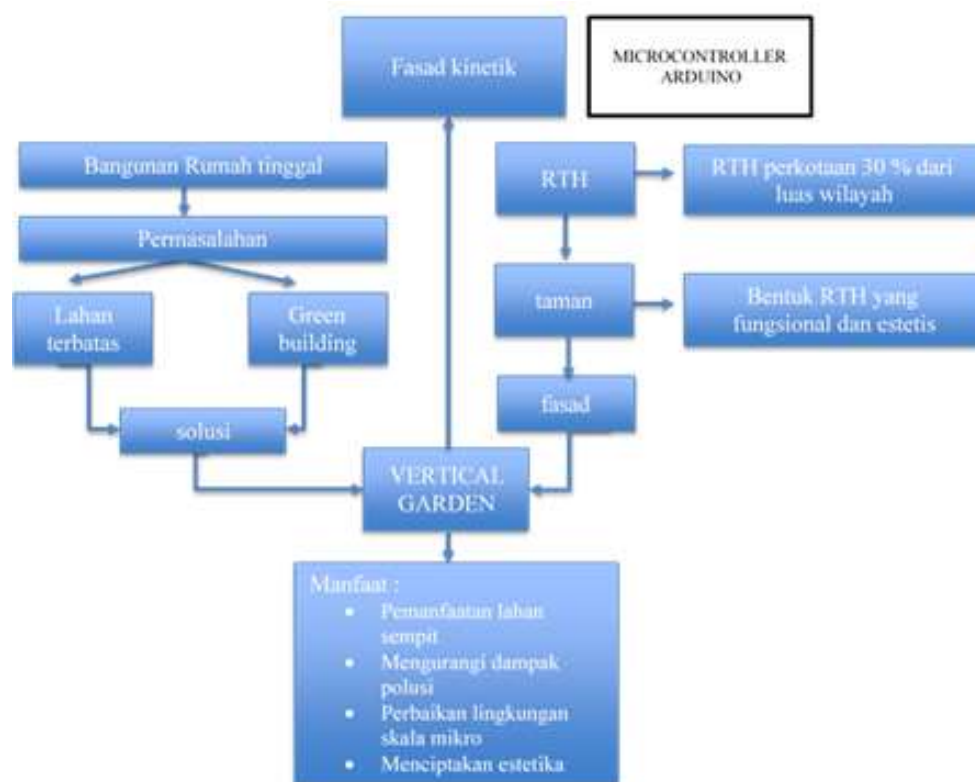 Fasad kinetik
MICROCONTROLLER
ARDUINO
Bangunan Rumah tinggal
Permasalahan
Lahan
terbatas
Green
building
solusi
RTH
RTH perkotaan 30 % dari
luas wilayah
taman
Bentuk RTH yang
fungsional dan estetis
fasad
VERTICAL
GARDEN
Manfaat :
• Pemanfaatan lahan
sempit
• Mengurangi dampak
polusi
• Perbaikan lingkungan
skala mikro
• Menciptakan estetika